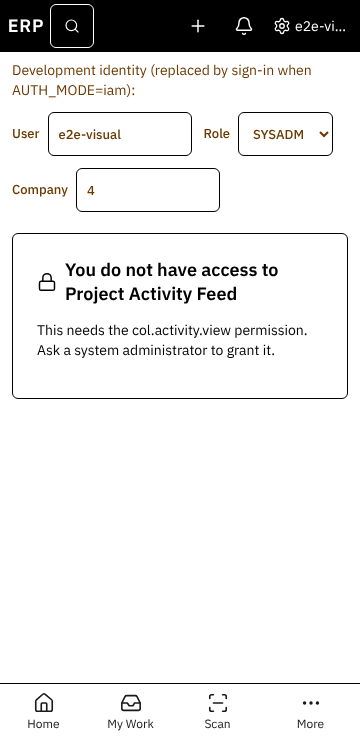 ERP
e2e-vi...
Development identity (replaced by sign-in when
AUTH_MODE=iam):
User e2e-visual Role SYSADM
Company 4
You do not have access to
Project Activity Feed
This needs the col.activity.view permission.
Ask a system administrator to grant it.
Home My Work Scan More